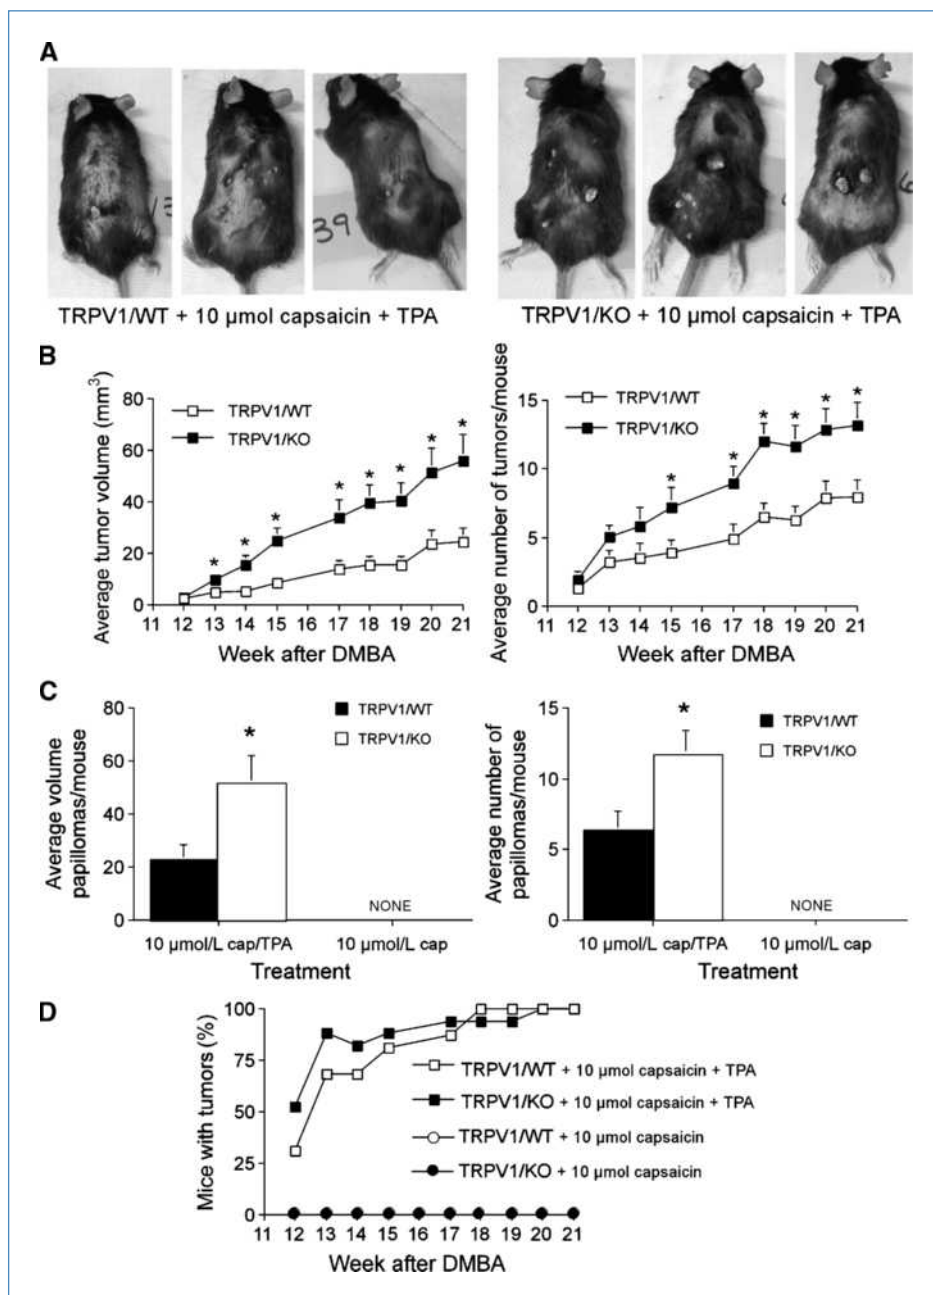 A
13
39
6
TRPV1/WT + 10 µmol capsaicin + TPA
TRPV1/KO + 10 µmol capsaicin + TPA
B
Average tumor volume (mm³)
80
60
40
20
0
TRPV1/WT
TRPV1/KO
* * * * * * * *
11 12 13 14 15 17 18 19 20 21
Week after DMBA
Average number of tumors/mouse
15
10
5
0
TRPV1/WT
TRPV1/KO
* * * * * *
11 12 13 14 15 17 18 19 20 21
Week after DMBA
C
Average volume
papillomas/mouse
80
60
40
20
0
TRPV1/WT
TRPV1/KO
*
NONE
10 µmol/L cap/TPA 10 µmol/L cap
Treatment
Average number of
papillomas/mouse
15
10
5
0
TRPV1/WT
TRPV1/KO
*
NONE
10 µmol/L cap/TPA 10 µmol/L cap
Treatment
D
Mice with tumors (%)
100
75
50
25
0
TRPV1/WT + 10 µmol capsaicin + TPA
TRPV1/KO + 10 µmol capsaicin + TPA
TRPV1/WT + 10 µmol capsaicin
TRPV1/KO + 10 µmol capsaicin
11 12 13 14 15 17 18 19 20 21
Week after DMBA